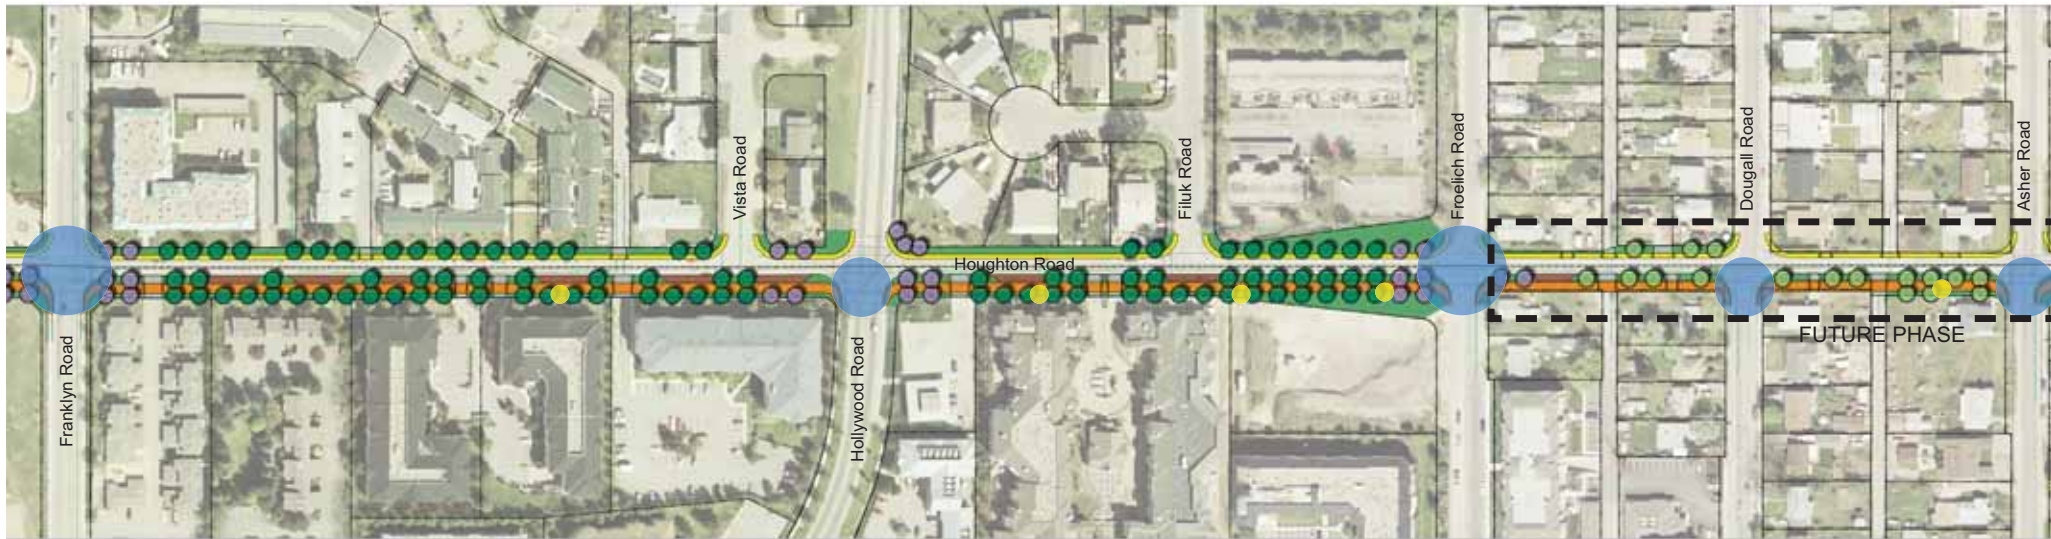 Vista Road
Filuk Road
Froelich Road
Dougall Road
Asher Road
Houghton Road
Franklyn Road
Hollywood Road
FUTURE PHASE